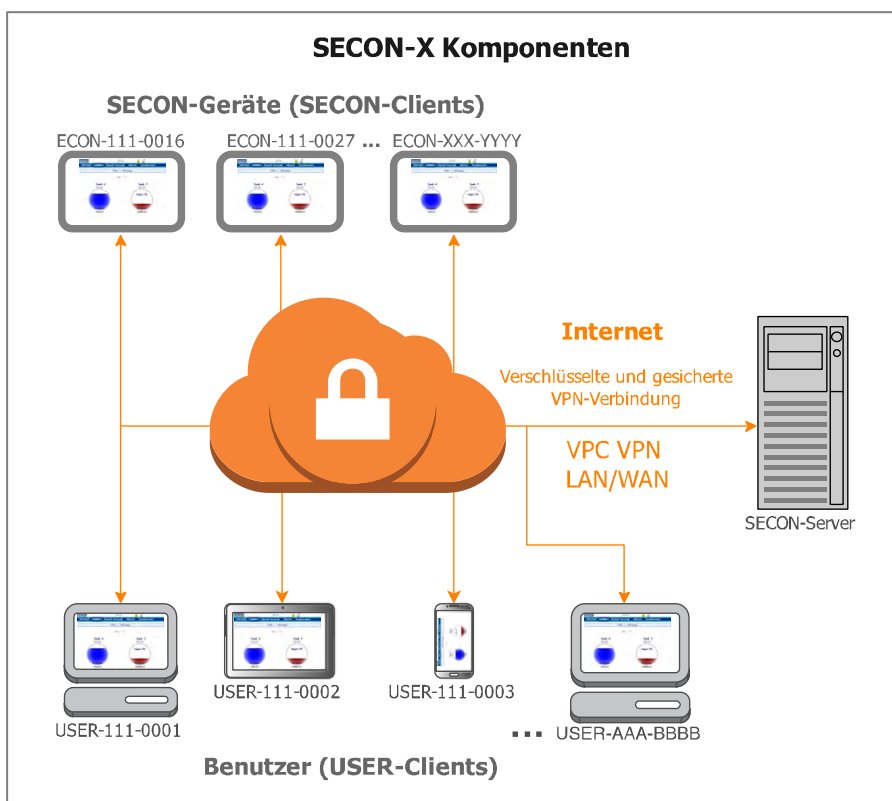 SECON-X Komponenten
SECON-Geräte (SECON-Clients)
ECON-111-0016
ECON-111-0027 ... ECON-XXX-YYYY
Internet
Verschlüsselte und gesicherte
VPN-Verbindung
VPC VPN
LAN/WAN
SECON-Server
USER-111-0001
USER-111-0002
USER-111-0003
... USER-AAA-BBBB
Benutzer (USER-Clients)